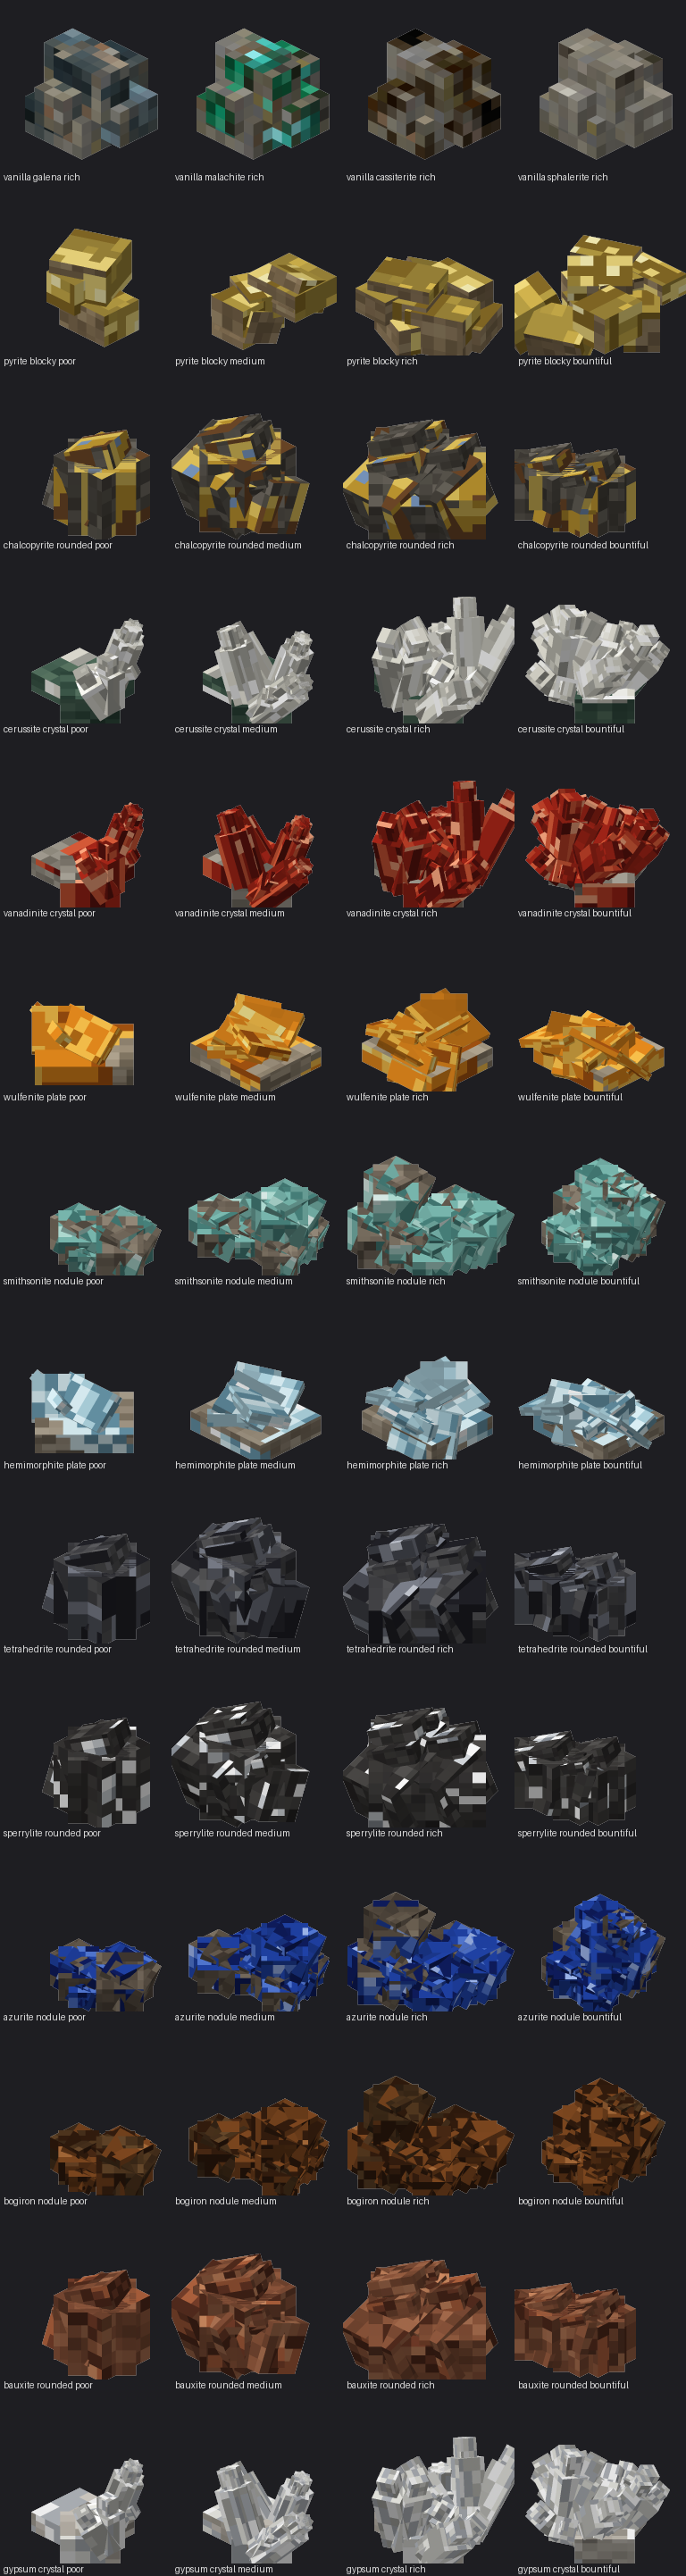 vanilla galena rich
vanilla malachite rich
vanilla cassiterite rich
vanilla sphalerite rich
pyrite blocky poor
pyrite blocky medium
pyrite blocky rich
pyrite blocky bountiful
chalcopyrite rounded poor
chalcopyrite rounded medium
chalcopyrite rounded rich
chalcopyrite rounded bountiful
cerussite crystal poor
cerussite crystal medium
cerussite crystal rich
cerussite crystal bountiful
vanadinite crystal poor
vanadinite crystal medium
vanadinite crystal rich
vanadinite crystal bountiful
wulfenite plate poor
wulfenite plate medium
wulfenite plate rich
wulfenite plate bountiful
smithsonite nodule poor
smithsonite nodule medium
smithsonite nodule rich
smithsonite nodule bountiful
hemimorphite plate poor
hemimorphite plate medium
hemimorphite plate rich
hemimorphite plate bountiful
tetrahedrite rounded poor
tetrahedrite rounded medium
tetrahedrite rounded rich
tetrahedrite rounded bountiful
sperrylite rounded poor
sperrylite rounded medium
sperrylite rounded rich
sperrylite rounded bountiful
azurite nodule poor
azurite nodule medium
azurite nodule rich
azurite nodule bountiful
bogiron nodule poor
bogiron nodule medium
bogiron nodule rich
bogiron nodule bountiful
bauxite rounded poor
bauxite rounded medium
bauxite rounded rich
bauxite rounded bountiful
gypsum crystal poor
gypsum crystal medium
gypsum crystal rich
gypsum crystal bountiful